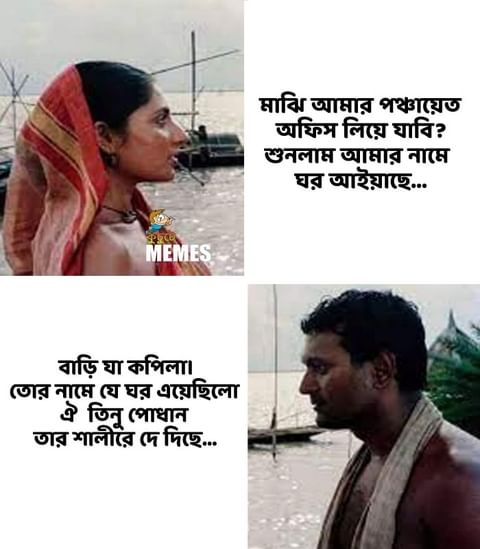 মাঝি আমার পঞ্চায়েত
অফিস লিয়ে যাবি?
শুনলাম আমার নামে
ঘর আইয়াছে...
MEMES
বাড়ি যা কপিলা।
তোর নামে যে ঘর এয়েছিলো
ঐ তিনু পোধান
তার শালীরে দে দিছে...